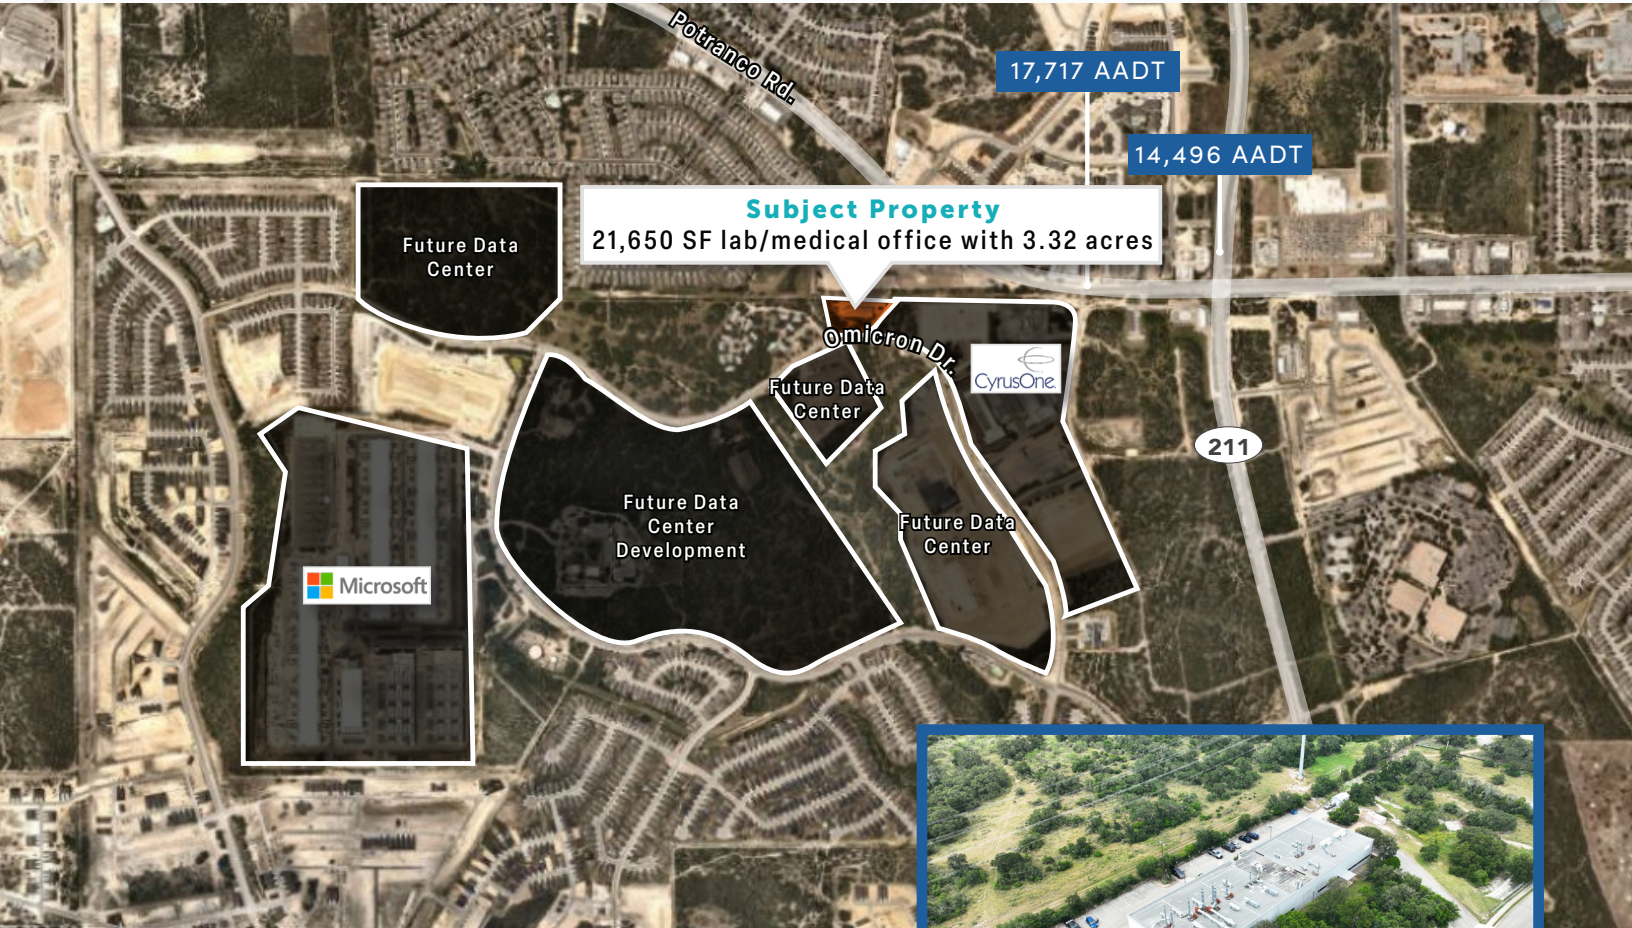 Potranco Rd.
17,717 AADT
14,496 AADT
Subject Property
21,650 SF lab/medical office with 3.32 acres
Future Data
Center
Omicron Dr.
CyrusOne.
Future Data
Center
211
Future Data
Center
Development
Future Data
Center
Microsoft